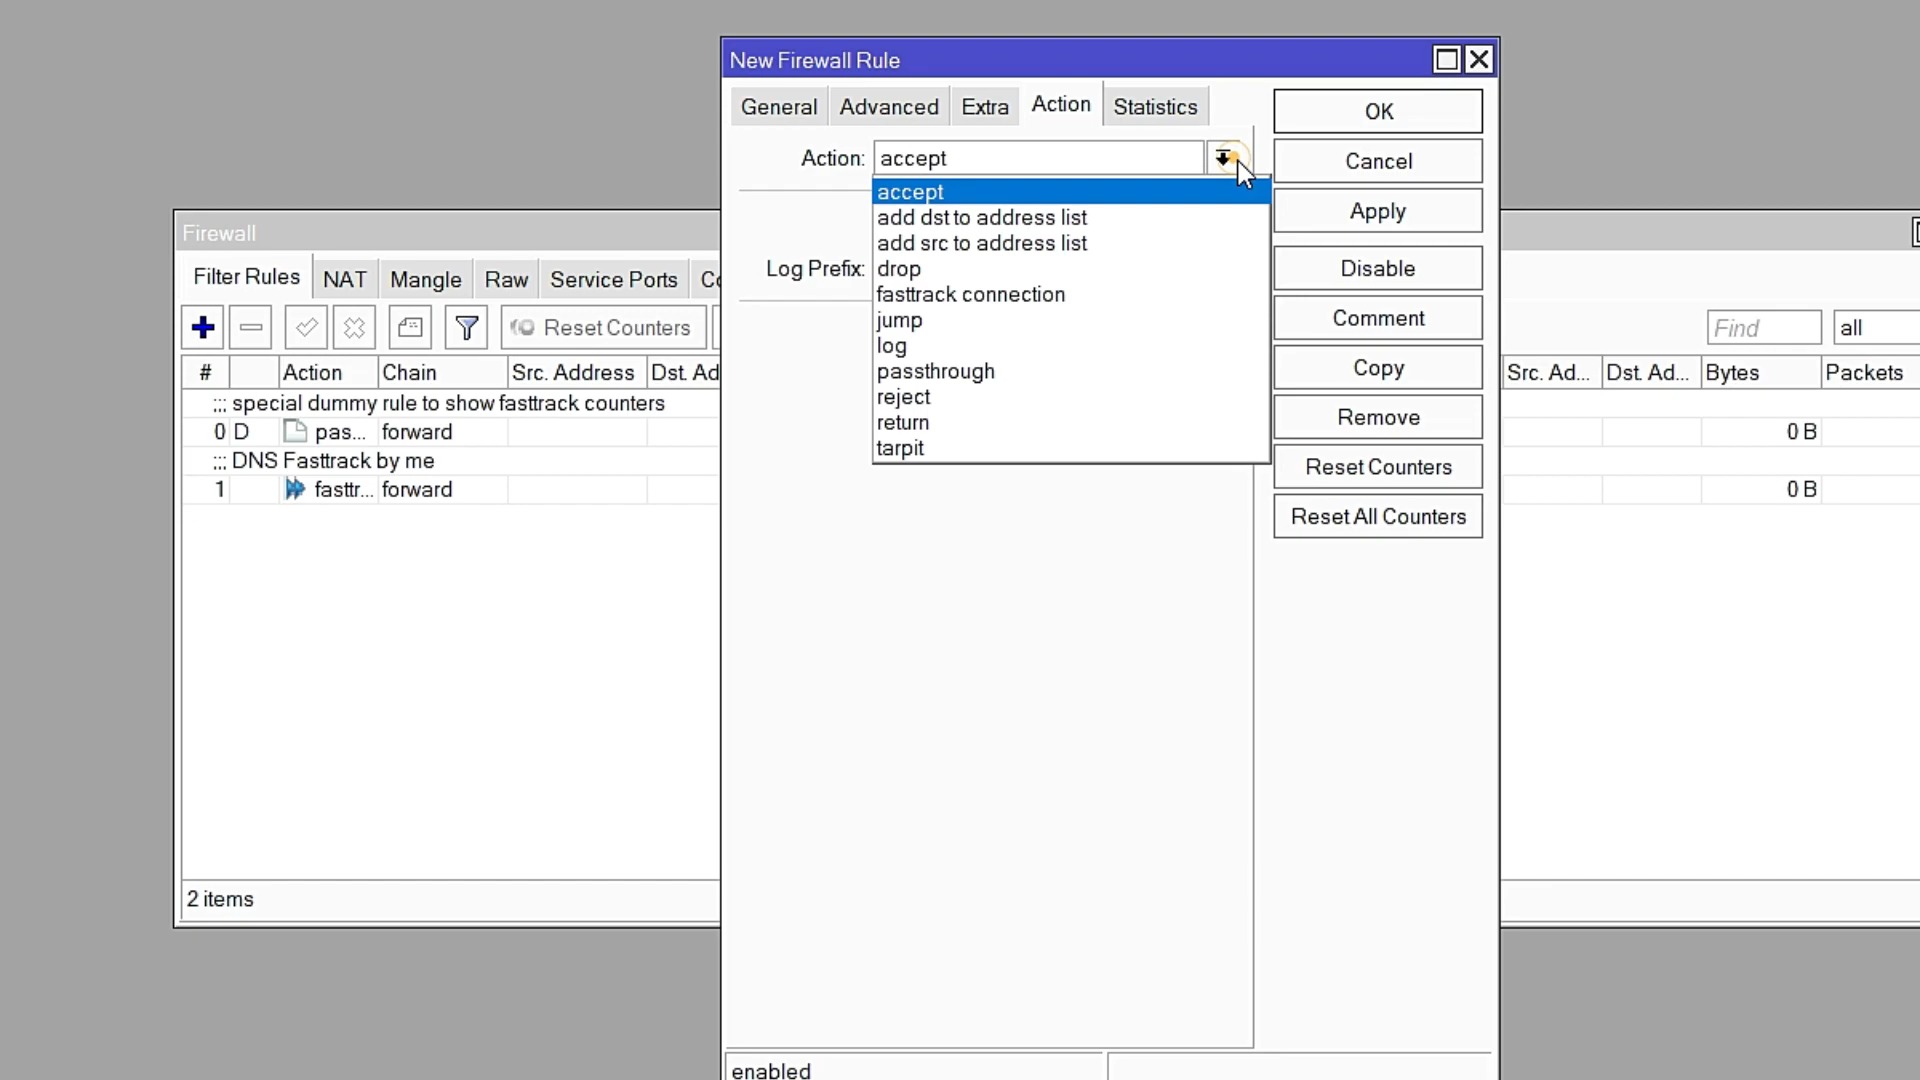 New Firewall Rule
General Advanced Extra Action Statistics
Action: accept
accept
add dst to address list
add src to address list
drop
fasttrack connection
jump
log
passthrough
reject
return
tarpit
Log Prefix:
OK
Cancel
Apply
Disable
Comment
Copy
Remove
Reset Counters
Reset All Counters
enabled
Firewall
Filter Rules NAT Mangle Raw Service Ports Co
Reset Counters Find all
# Action Chain Src. Address Dst. Ad Src. Ad... Dst. Ad... Bytes Packets
;;; special dummy rule to show fasttrack counters
0 D pas... forward 0 B
;;; DNS Fasttrack by me
1 fasttr... forward 0 B
2 items